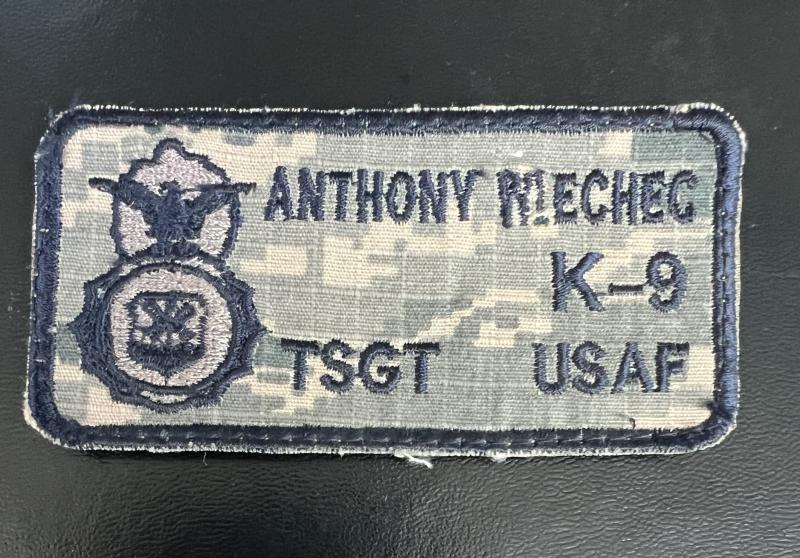 ANTHONY RIECHEC
K-9
TSGT USAF